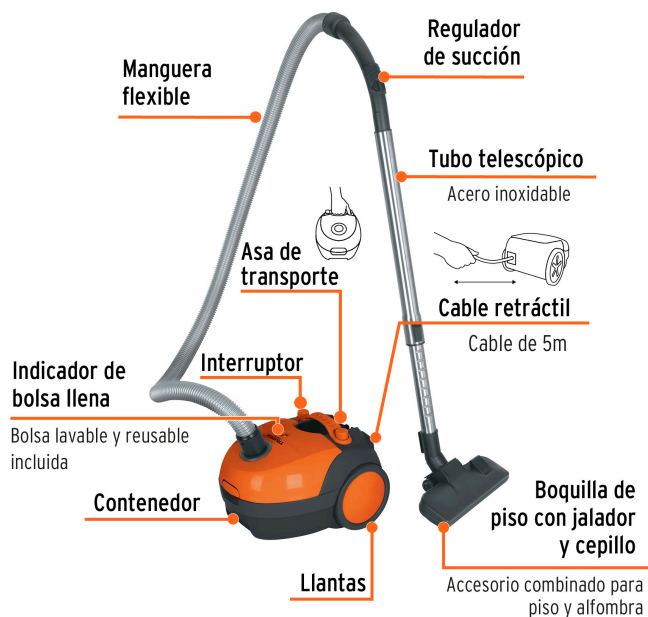 Regulador
de succión
Manguera
flexible
Tubo telescópico
Acero inoxidable
Asa de
transporte
Cable retráctil
Cable de 5m
Interruptor
Indicador de
bolsa llena
Bolsa lavable y reusable
incluida
Contenedor
Boquilla de
piso con jalador
y cepillo
Llantas
Accesorio combinado para
piso y alfombra